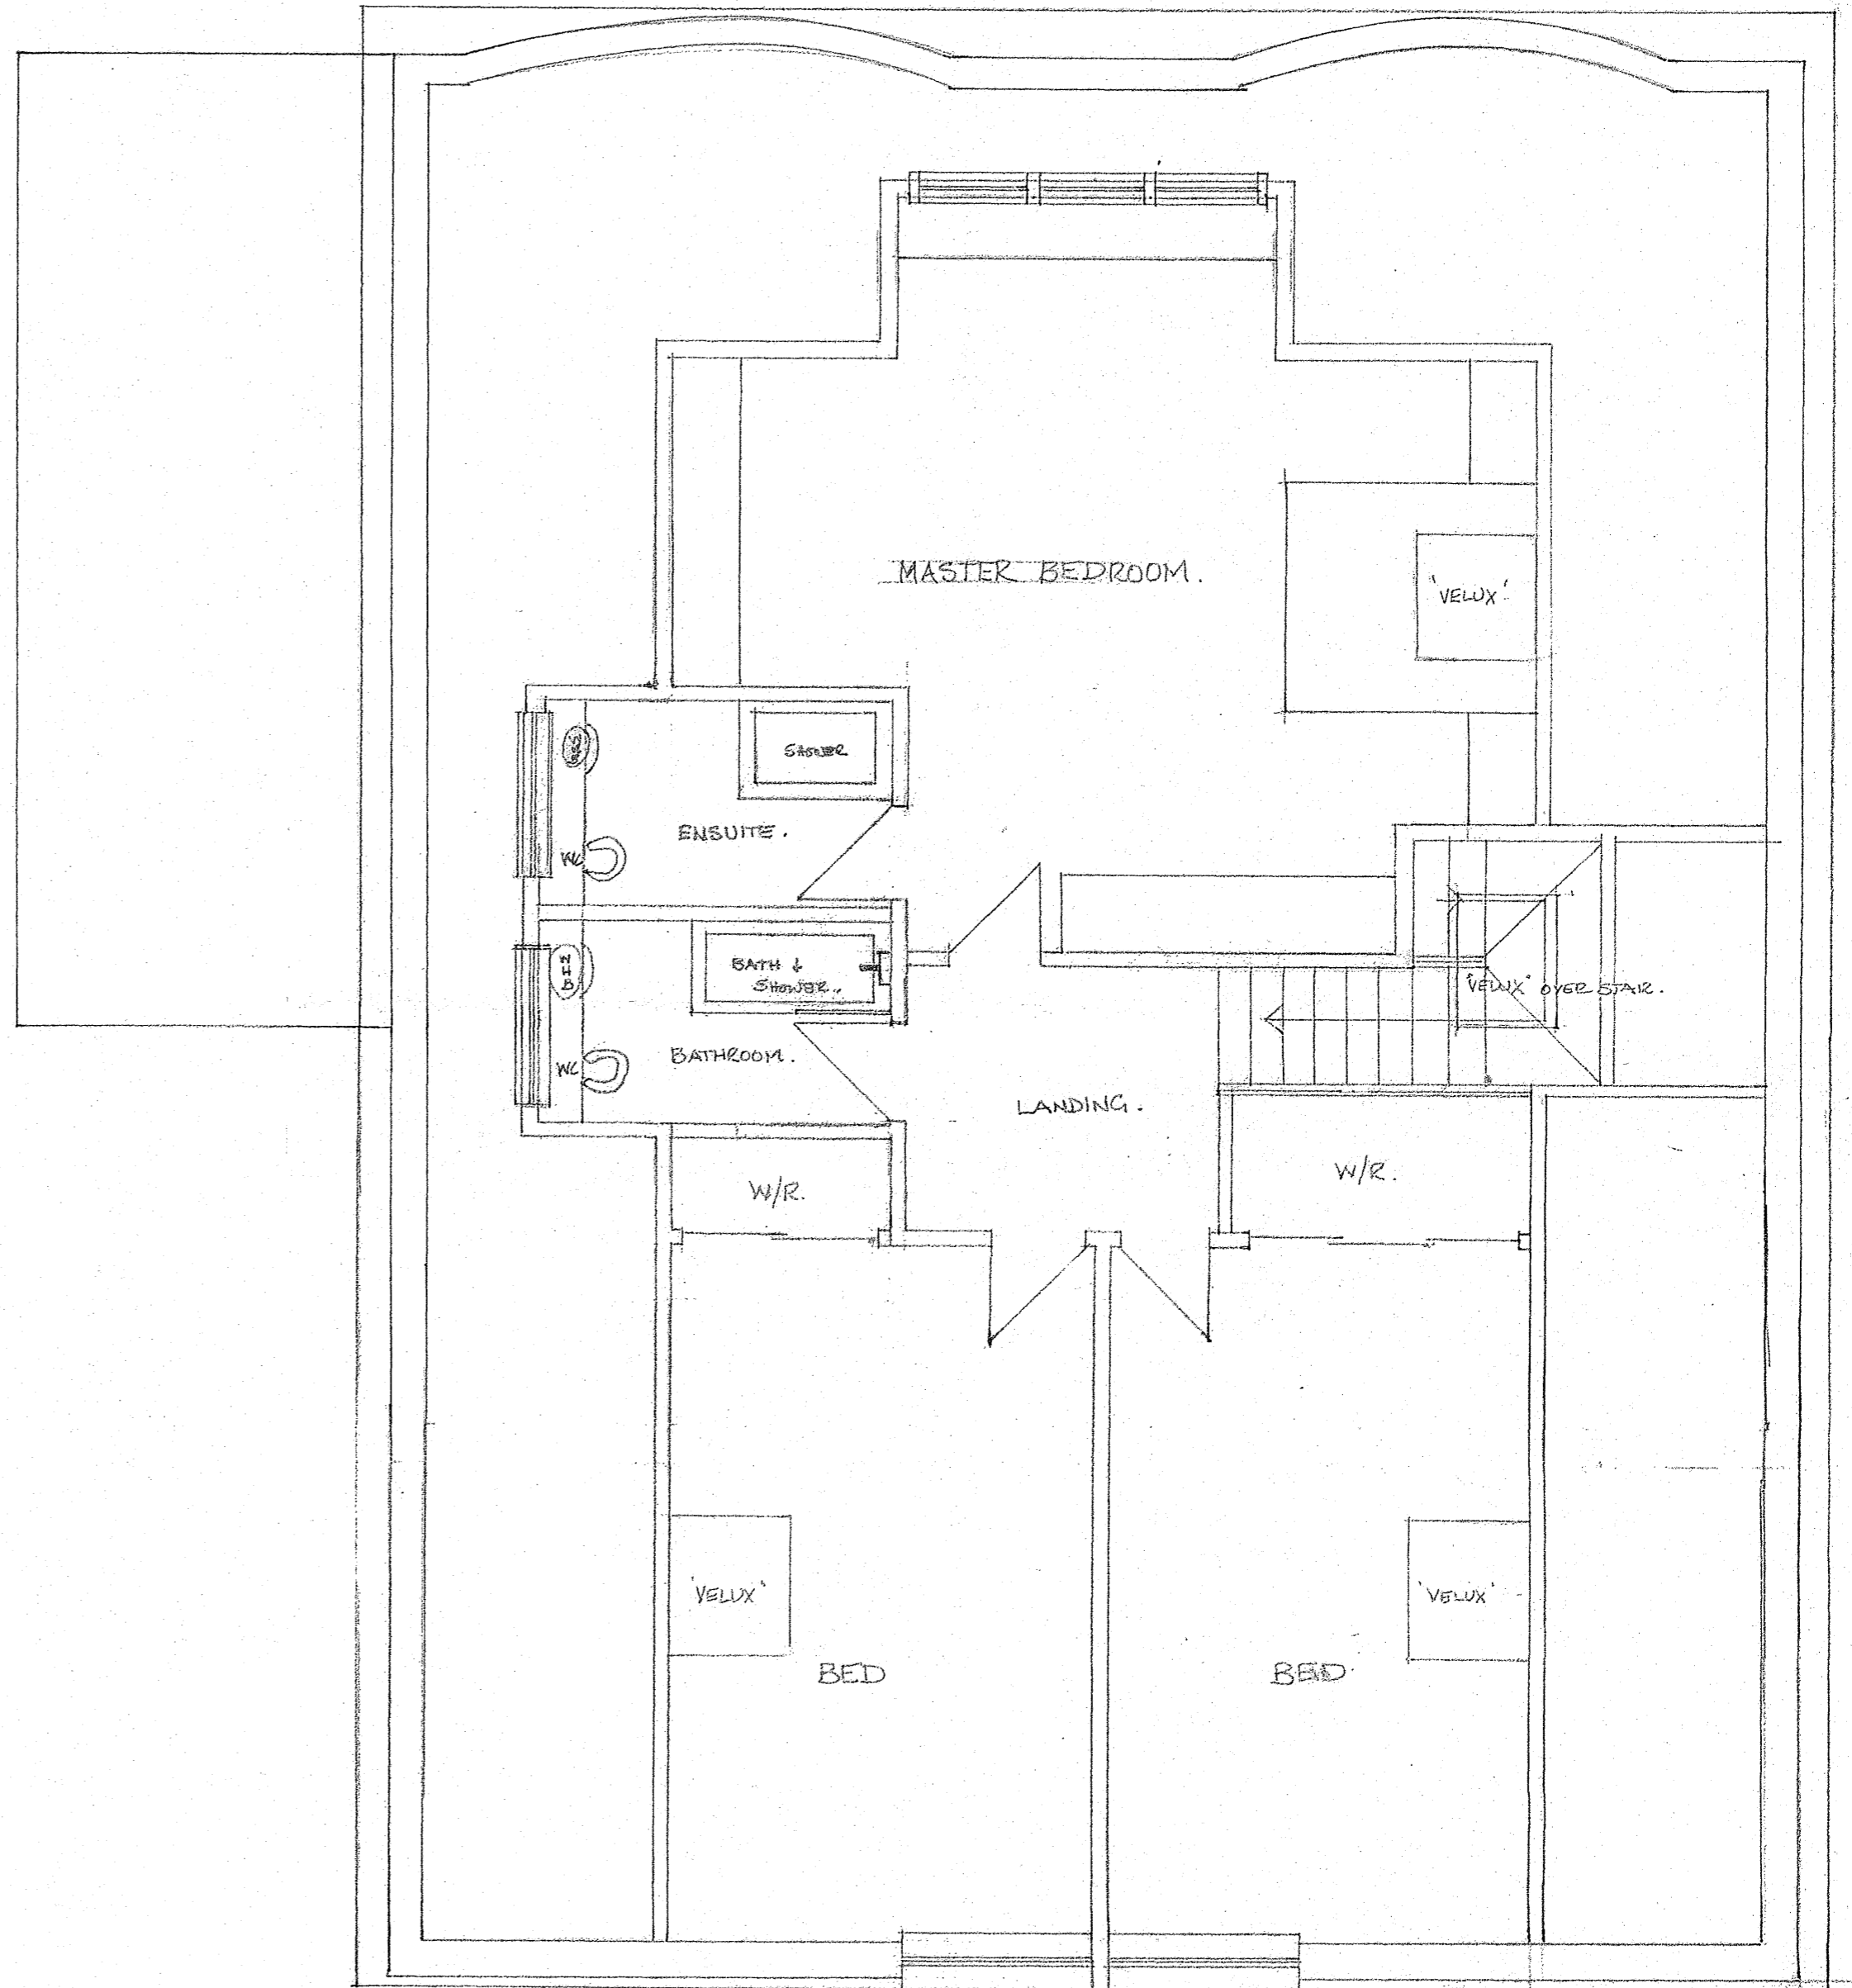 MASTER BEDROOM.
'VELUX'
SHOWER
ENSUITE.
WC
WHB
BATH &
SHOWER.
'VELUX' OVER STAIR.
WC
BATHROOM.
LANDING.
W/R.
W/R.
'VELUX'
'VELUX'
BED
BED